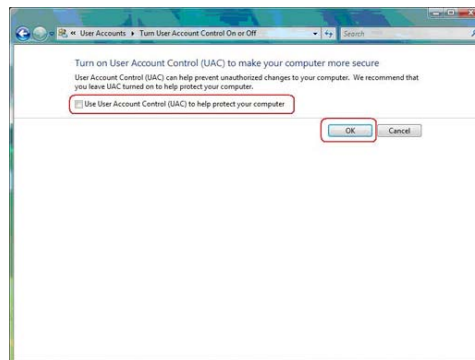 « User Accounts ▸ Turn User Account Control On or Off
Search
Turn on User Account Control (UAC) to make your computer more secure
User Account Control (UAC) can help prevent unauthorized changes to your computer. We recommend that
you leave UAC turned on to help protect your computer.
Use User Account Control (UAC) to help protect your computer
OK Cancel